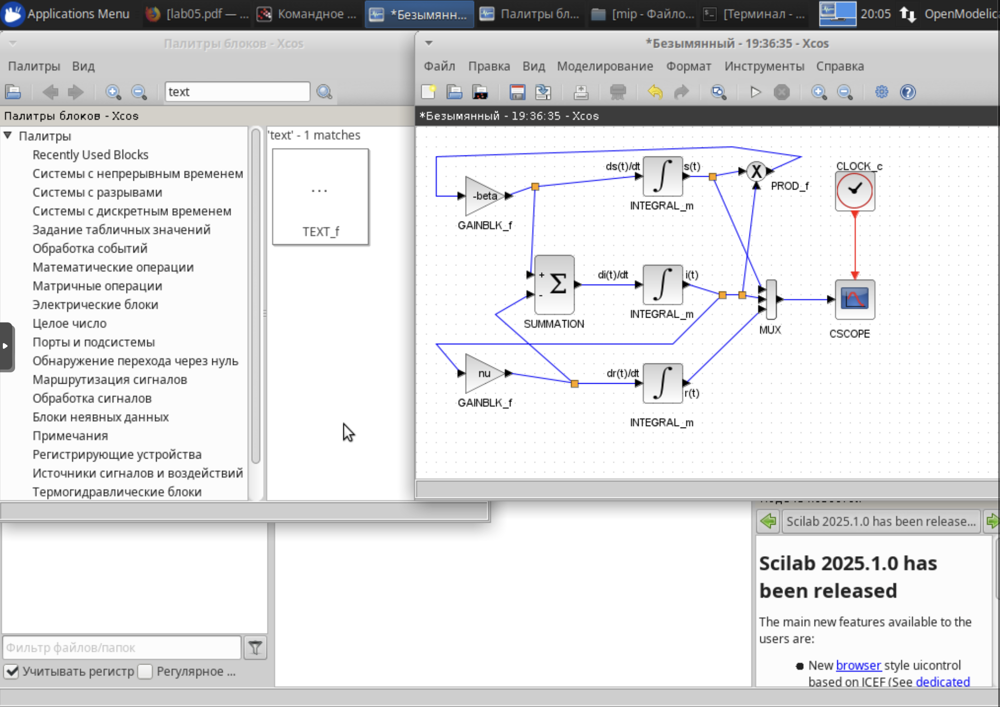 Applications Menu
[lab05.pdf — ...
Командное ...
*Безымянн...
Палитры бл...
[mip - Файло...
[Терминал - ...
20:05
OpenModelic
Палитры блоков - Xcos
Палитры Вид
text
Палитры блоков - Xcos
Палитры
Recently Used Blocks
Системы с непрерывным временем
Системы с разрывами
Системы с дискретным временем
Задание табличных значений
Обработка событий
Математические операции
Матричные операции
Электрические блоки
Целое число
Порты и подсистемы
Обнаружение перехода через нуль
Маршрутизация сигналов
Обработка сигналов
Блоки неявных данных
Примечания
Регистрирующие устройства
Источники сигналов и воздействий
Термогидравлические блоки
'text' - 1 matches
...
TEXT_f
*Безымянный - 19:36:35 - Xcos
Файл Правка Вид Моделирование Формат Инструменты Справка
*Безымянный - 19:36:35 - Xcos
ds(t)/dt
s(t)
X
CLOCK_c
PROD_f
-beta
INTEGRAL_m
GAINBLK_f
+
-
Σ
di(t)/dt
i(t)
SUMMATION
INTEGRAL_m
MUX
CSCOPE
nu
dr(t)/dt
r(t)
GAINBLK_f
INTEGRAL_m
Scilab 2025.1.0 has been release...
Scilab 2025.1.0 has
been released
The main new features available to the
users are:
New browser style uicontrol
based on ICEF (See dedicated
Фильтр файлов/папок
Учитывать регистр
Регулярное ...